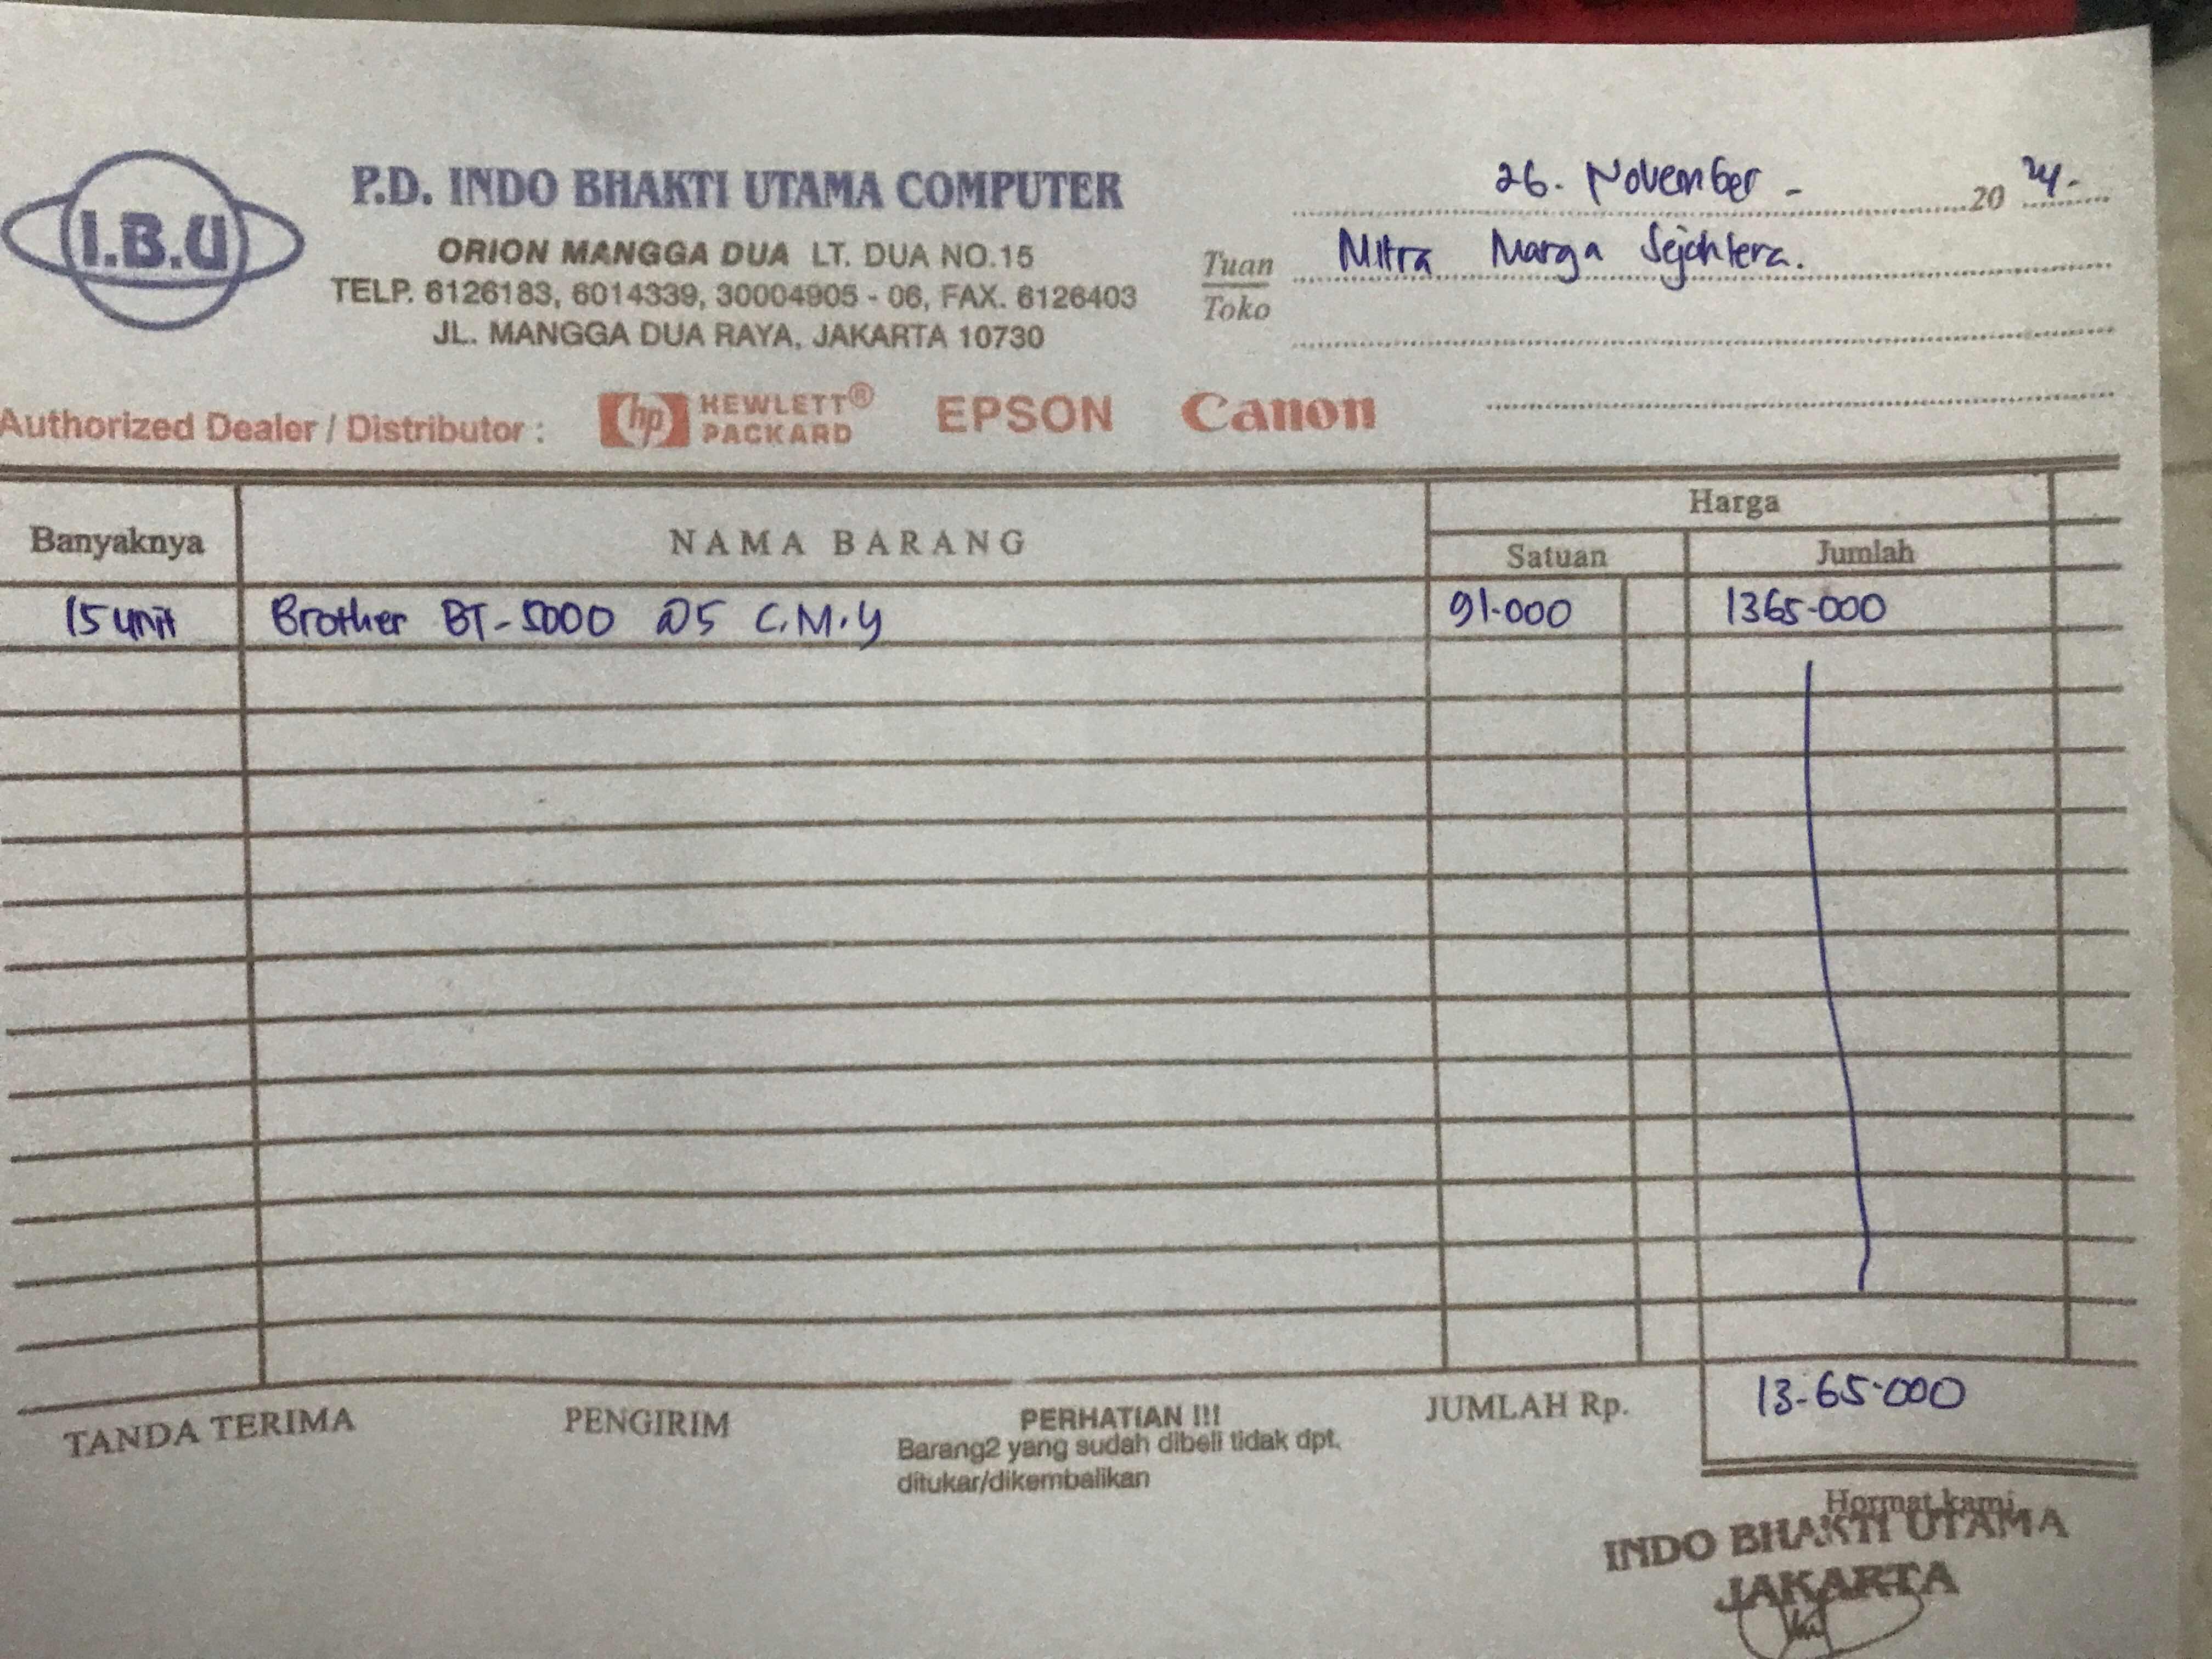 I.B.U
P.D. INDO BHAKTI UTAMA COMPUTER
ORION MANGGA DUA LT. DUA NO.15
TELP. 6126183, 6014339, 30004905 - 06, FAX. 6126403
JL. MANGGA DUA RAYA, JAKARTA 10730
26. November - 20 24.
Tuan Mitra Marga Sejahtera.
Toko
Authorized Dealer / Distributor : hp HEWLETT® PACKARD EPSON Canon
Banyaknya NAMA BARANG Harga
Satuan Jumlah
15 unit Brother BT-5000 @5 C.M.Y 91.000 1365.000
TANDA TERIMA PENGIRIM PERHATIAN !!! JUMLAH Rp. 13.65.000
Barang2 yang sudah dibeli tidak dpt.
ditukar/dikembalikan
Hormat kami,
INDO BHAKTI UTAMA
JAKARTA